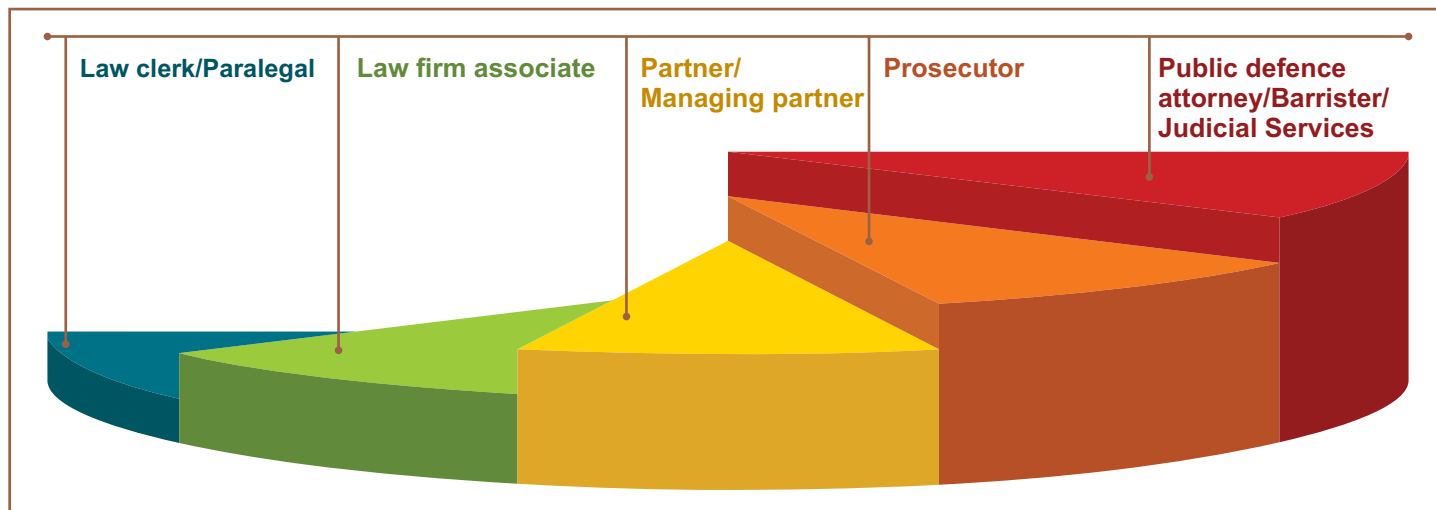 Law clerk/Paralegal
Law firm associate
Partner/
Managing partner
Prosecutor
Public defence
attorney/Barrister/
Judicial Services